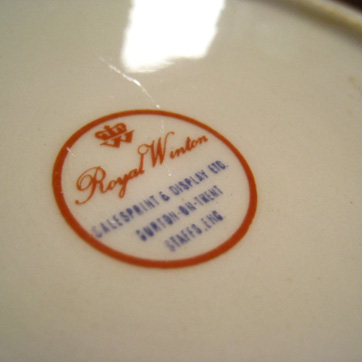 Royal Winton
SALESPRINT & DISPLAY LTD.
BURTON-ON-TRENT
STAFFS. ENG.